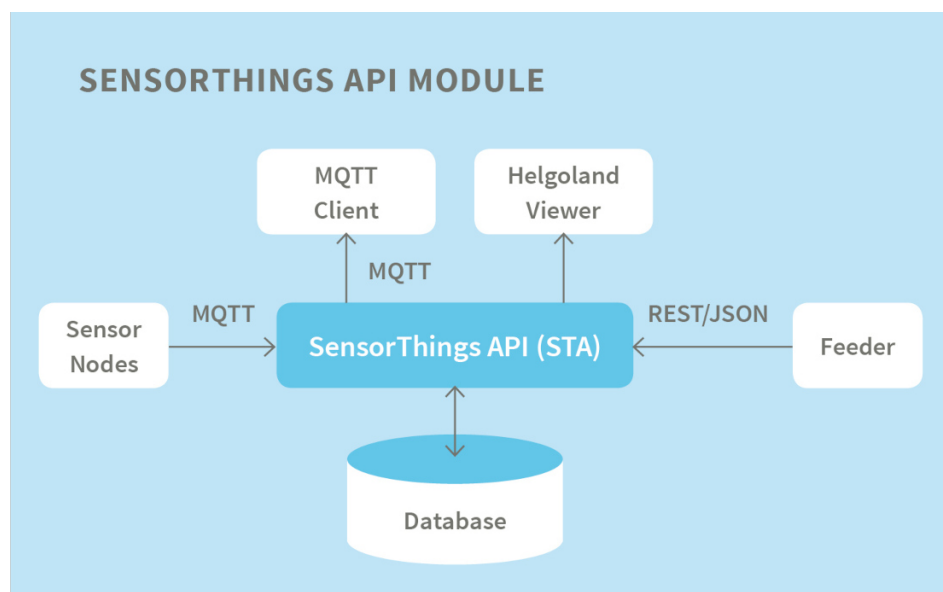 SENSORTHINGS API MODULE
MQTT
Client
Helgoland
Viewer
MQTT
MQTT
REST/JSON
Sensor
Nodes
SensorThings API (STA)
Feeder
Database